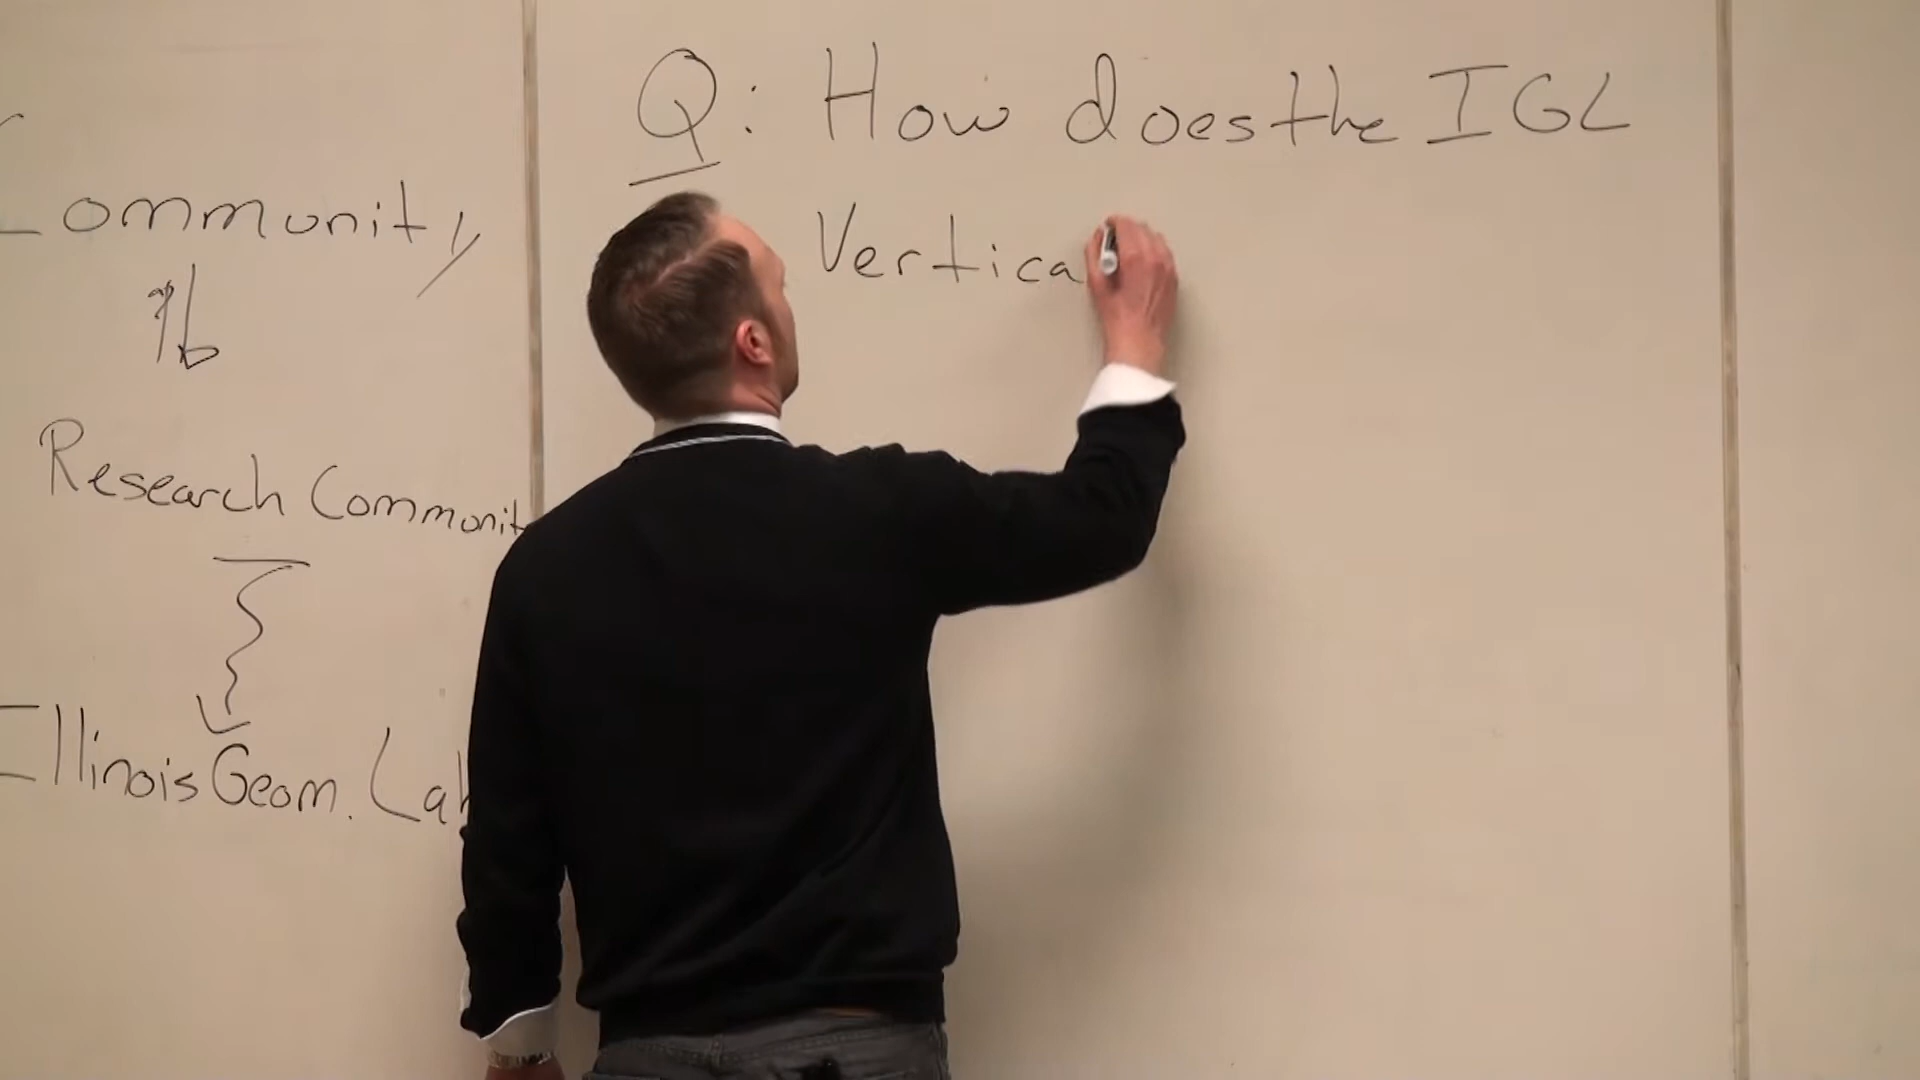 Community
Research Communit
Illinois Geom. Lab
Q: How does the IGL
Vertica